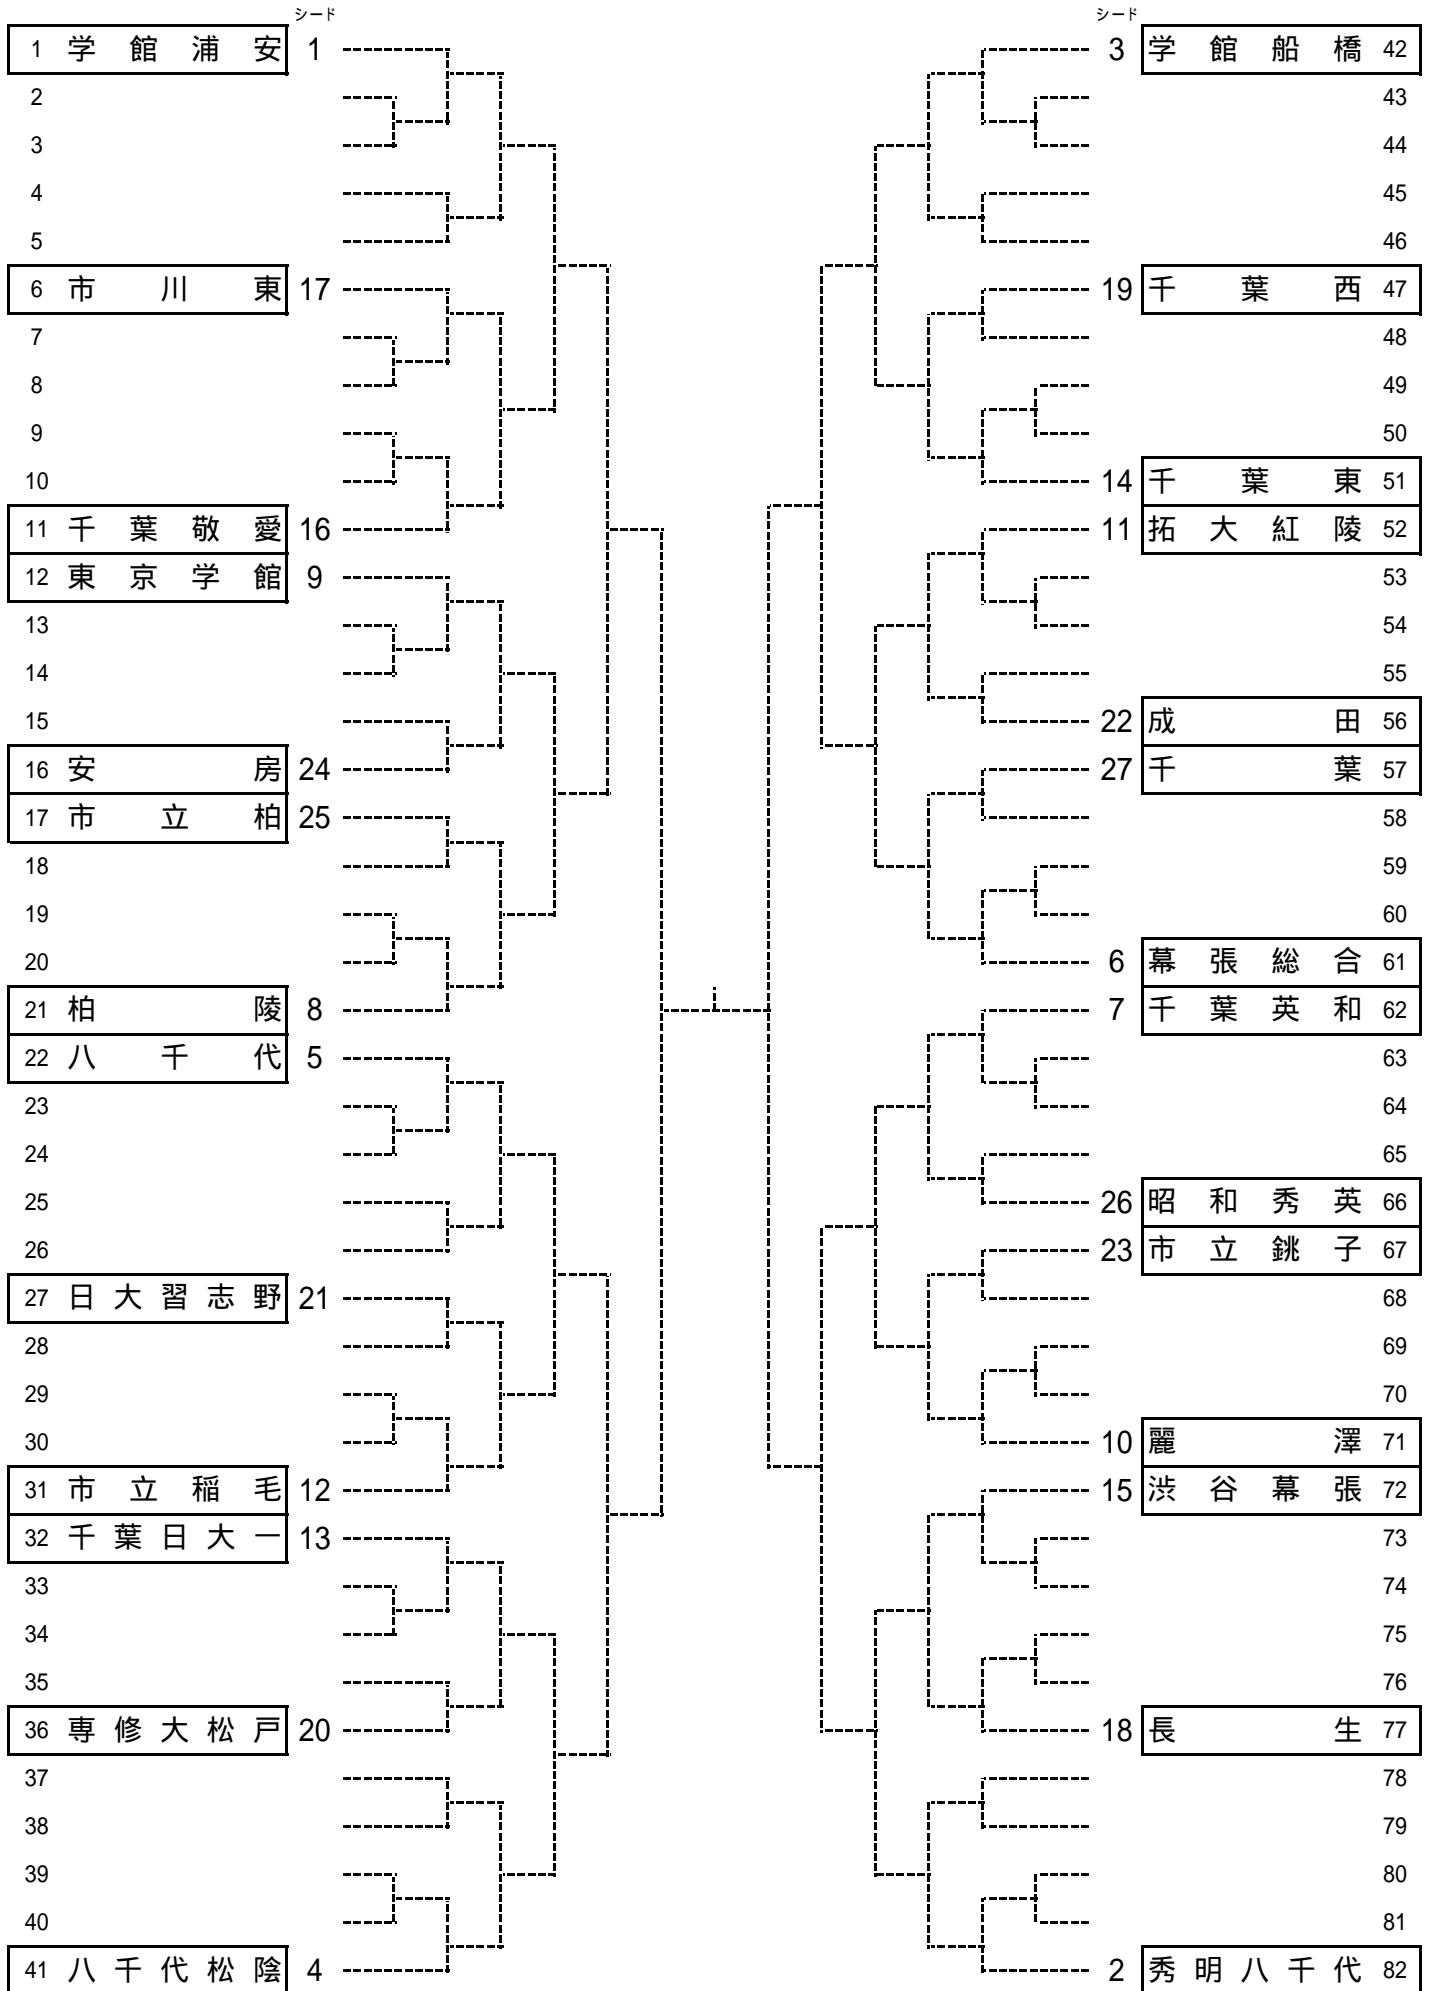 シード
1 学館浦安 1
2
3
4
5
6 市川東 17
7
8
9
10
11 千葉敬愛 16
12 東京学館 9
13
14
15
16 安房 24
17 市立柏 25
18
19
20
21 柏陵 8
22 八千代 5
23
24
25
26
27 日大習志野 21
28
29
30
31 市立稲毛 12
32 千葉日大一 13
33
34
35
36 専修大松戸 20
37
38
39
40
41 八千代松陰 4
シード
3 学館船橋 42
43
44
45
46
19 千葉西 47
48
49
50
14 千葉東 51
11 拓大紅陵 52
53
54
55
22 成田 56
27 千葉 57
58
59
60
6 幕張総合 61
7 千葉英和 62
63
64
65
26 昭和秀英 66
23 市立銚子 67
68
69
70
10 麗澤 71
15 渋谷幕張 72
73
74
75
76
18 長生 77
78
79
80
81
2 秀明八千代 82